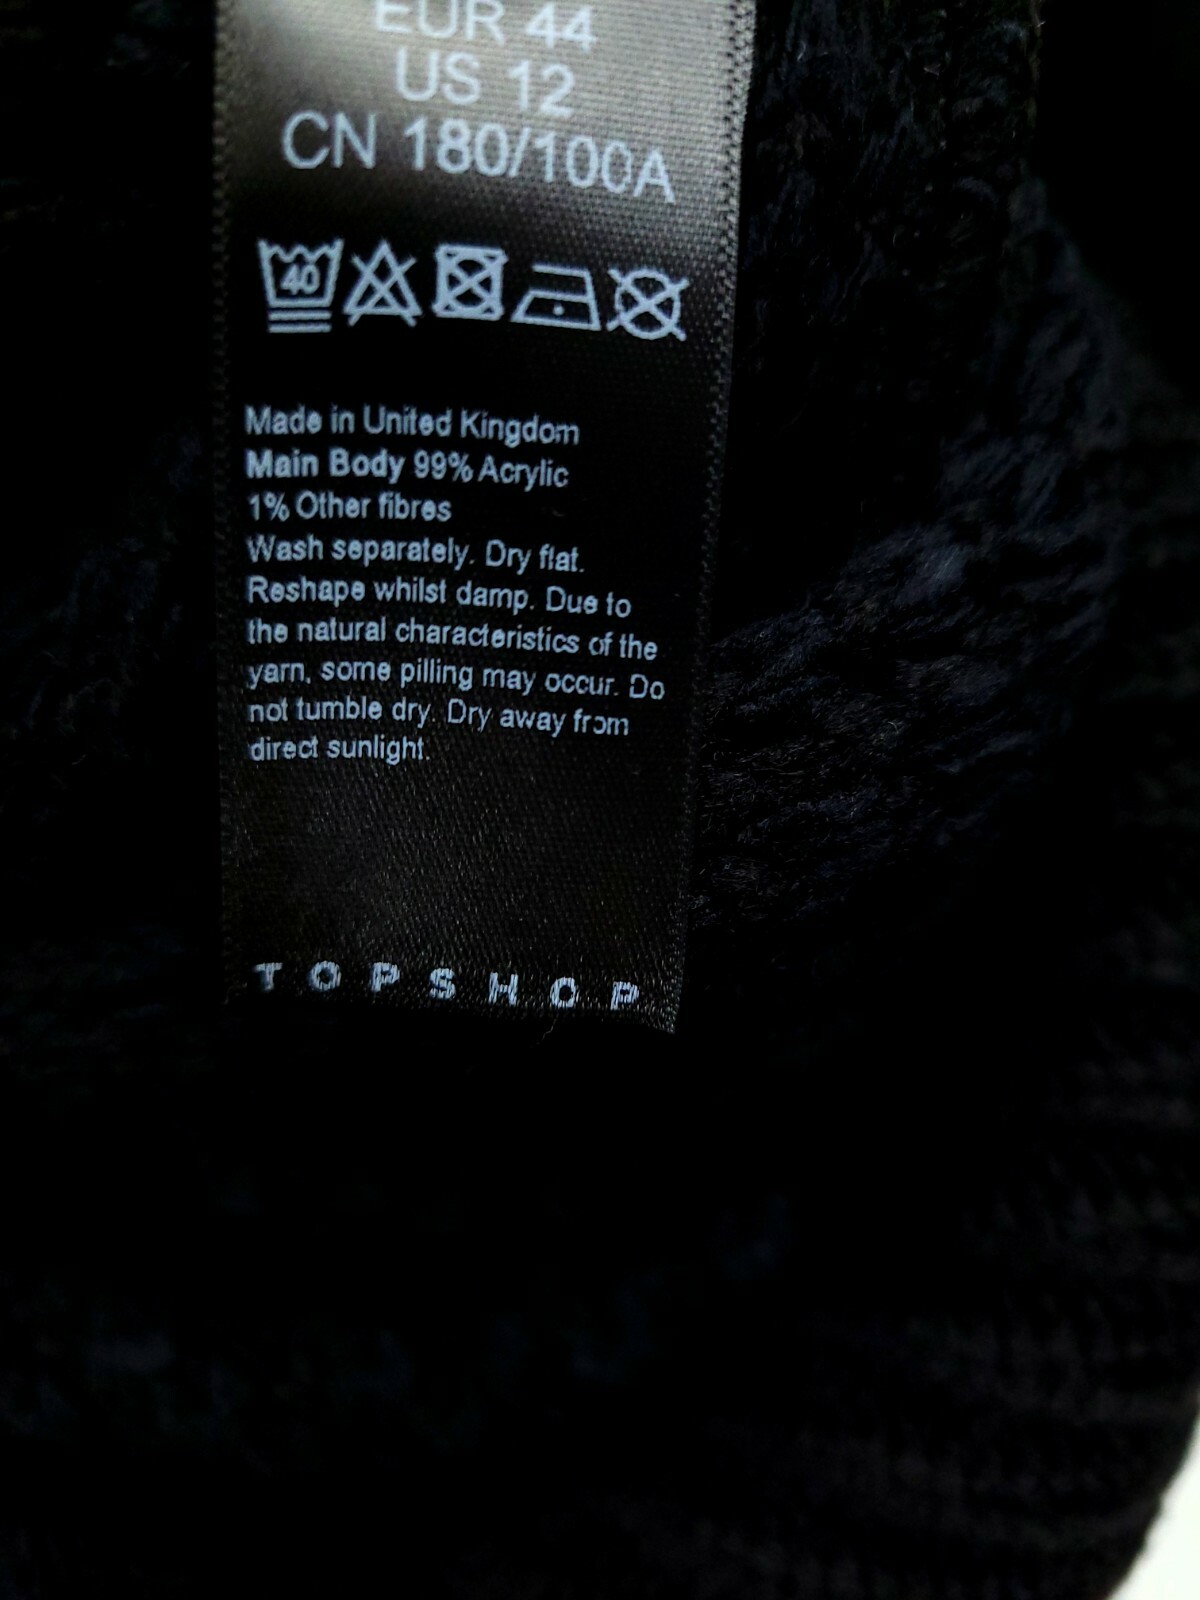 EUR 44
US 12
CN 180/100A
40
Made in United Kingdom
Main Body 99% Acrylic
1% Other fibres
Wash separately. Dry flat.
Reshape whilst damp. Due to
the natural characteristics of the
yarn, some pilling may occur. Do
not tumble dry. Dry away from
direct sunlight.
TOPSHOP